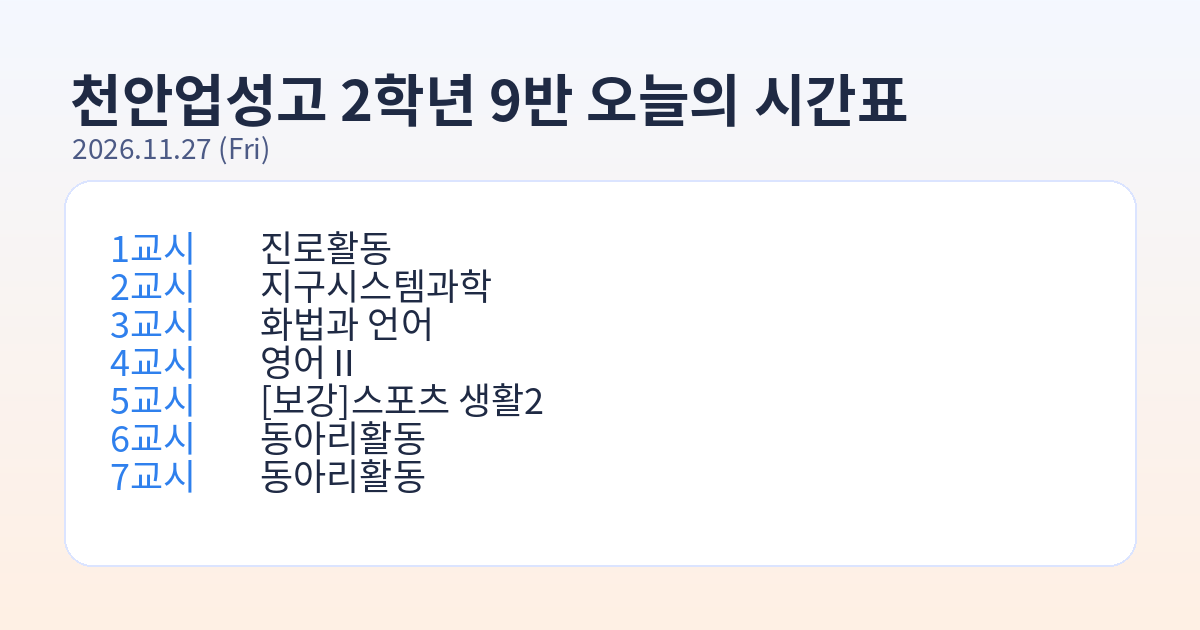 천안업성고 2학년 9반 오늘의 시간표
2026.11.27 (Fri)
1교시 진로활동
2교시 지구시스템과학
3교시 화법과 언어
4교시 영어Ⅱ
5교시 [보강]스포츠 생활2
6교시 동아리활동
7교시 동아리활동